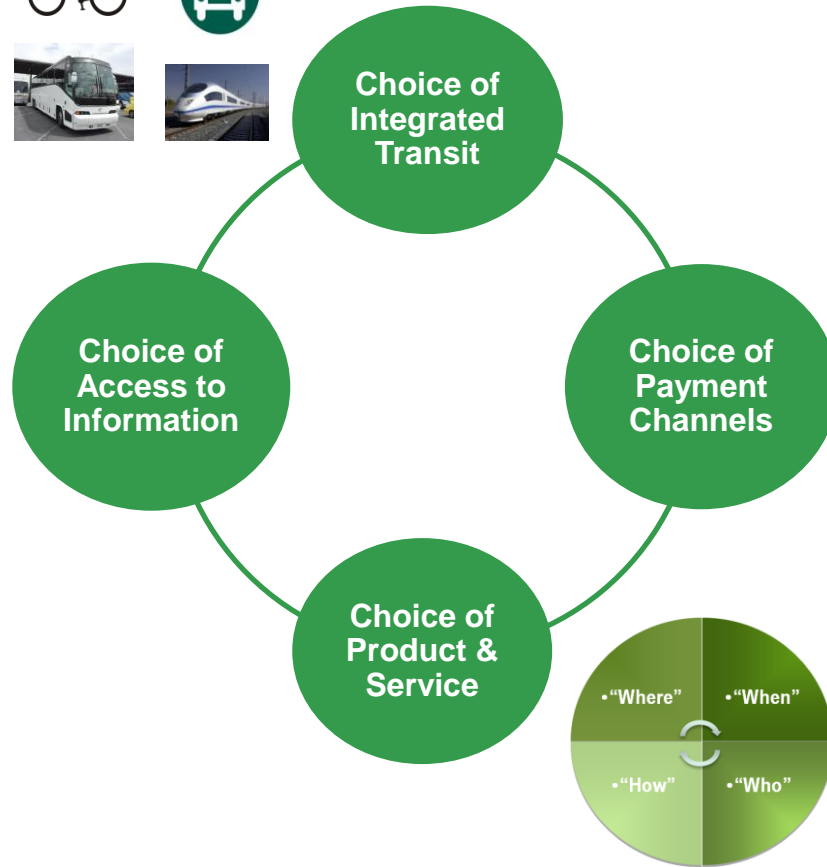 Choice of
Integrated
Transit
Choice of
Access to
Information
Choice of
Payment
Channels
Choice of
Product &
Service
•“Where”
•“When”
•“How”
•“Who”